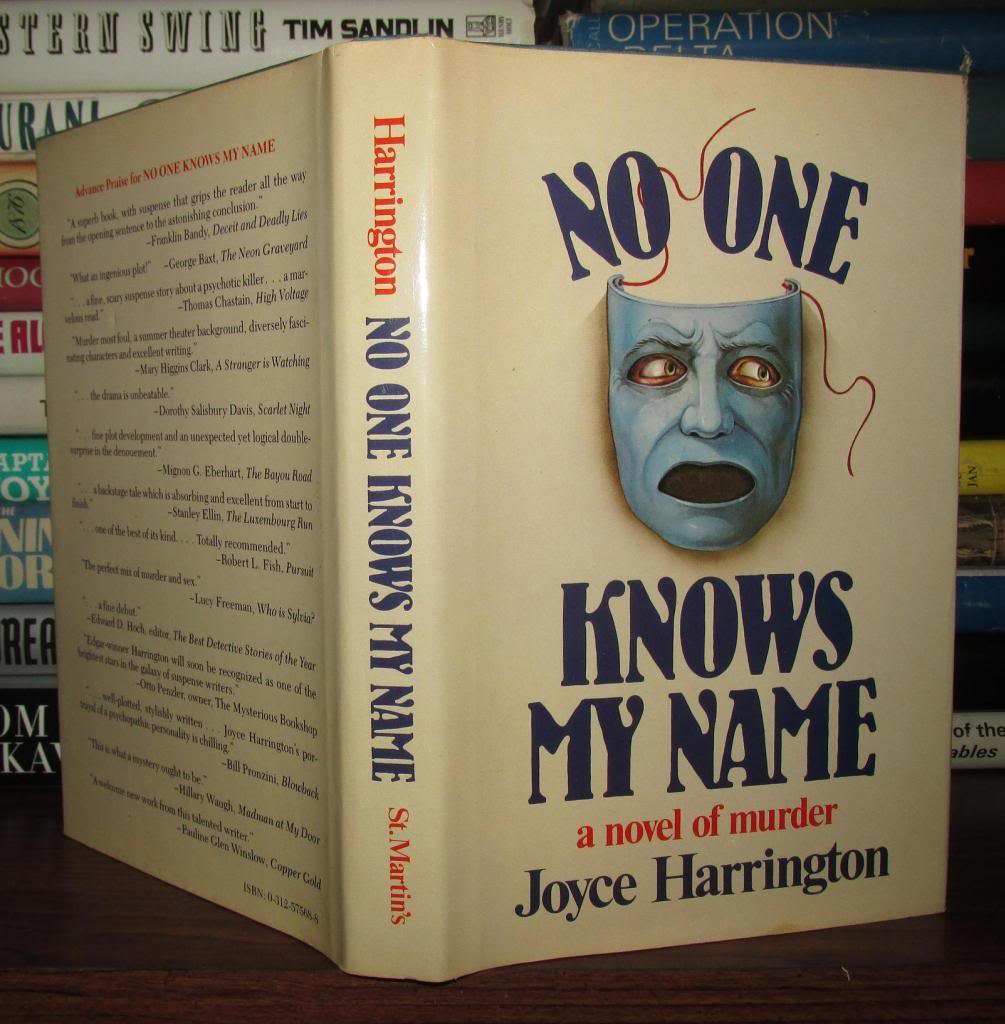 STERN SWING TIM SANDLIN
OPERATION
DELTA
URANI
Advance Praise for NO ONE KNOWS MY NAME
"A superb book, with suspense that grips the reader all the way
from the opening sentence to the astonishing conclusion."
–Franklin Bandy, Deceit and Deadly Lies
"What an ingenious plot!" –George Baxt, The Neon Graveyard
". . . a fine, scary suspense story about a psychotic killer. . . a mar-
velous read."
–Thomas Chastain, High Voltage
"Murder most foul, a summer theater background, diversely fasci-
nating characters and excellent writing."
–Mary Higgins Clark, A Stranger is Watching
". . . the drama is unbeatable."
–Dorothy Salisbury Davis, Scarlet Night
". . . fine plot development and an unexpected yet logical double-
surprise in the denouement."
–Mignon G. Eberhart, The Bayou Road
". . . a backstage tale which is absorbing and excellent from start to
finish."
–Stanley Ellin, The Luxembourg Run
". . . one of the best of its kind. . . . Totally recommended."
–Robert L. Fish, Pursuit
"The perfect mix of murder and sex."
–Lucy Freeman, Who is Sylvia?
". . . a fine debut."
–Edward D. Hoch, editor, The Best Detective Stories of the Year
"Edgar-winner Harrington will soon be recognized as one of the
brightest stars in the galaxy of suspense writers."
–Otto Penzler, owner, The Mysterious Bookshop
". . . well-plotted, stylishly written . . . Joyce Harrington's por-
trayal of a psychopathic personality is chilling."
–Bill Pronzini, Blowback
"This is what a mystery ought to be."
–Hillary Waugh, Madman at My Door
"A welcome new work from this talented writer."
–Pauline Glen Winslow, Copper Gold
ISBN: 0-312-57568-8
Harrington NO ONE KNOWS MY NAME St. Martin's
NO ONE
KNOWS
MY NAME
a novel of murder
Joyce Harrington
E AL
APTA
OY
THE
NIN
OR
REA
OM
KAV
JAN
of the
ables